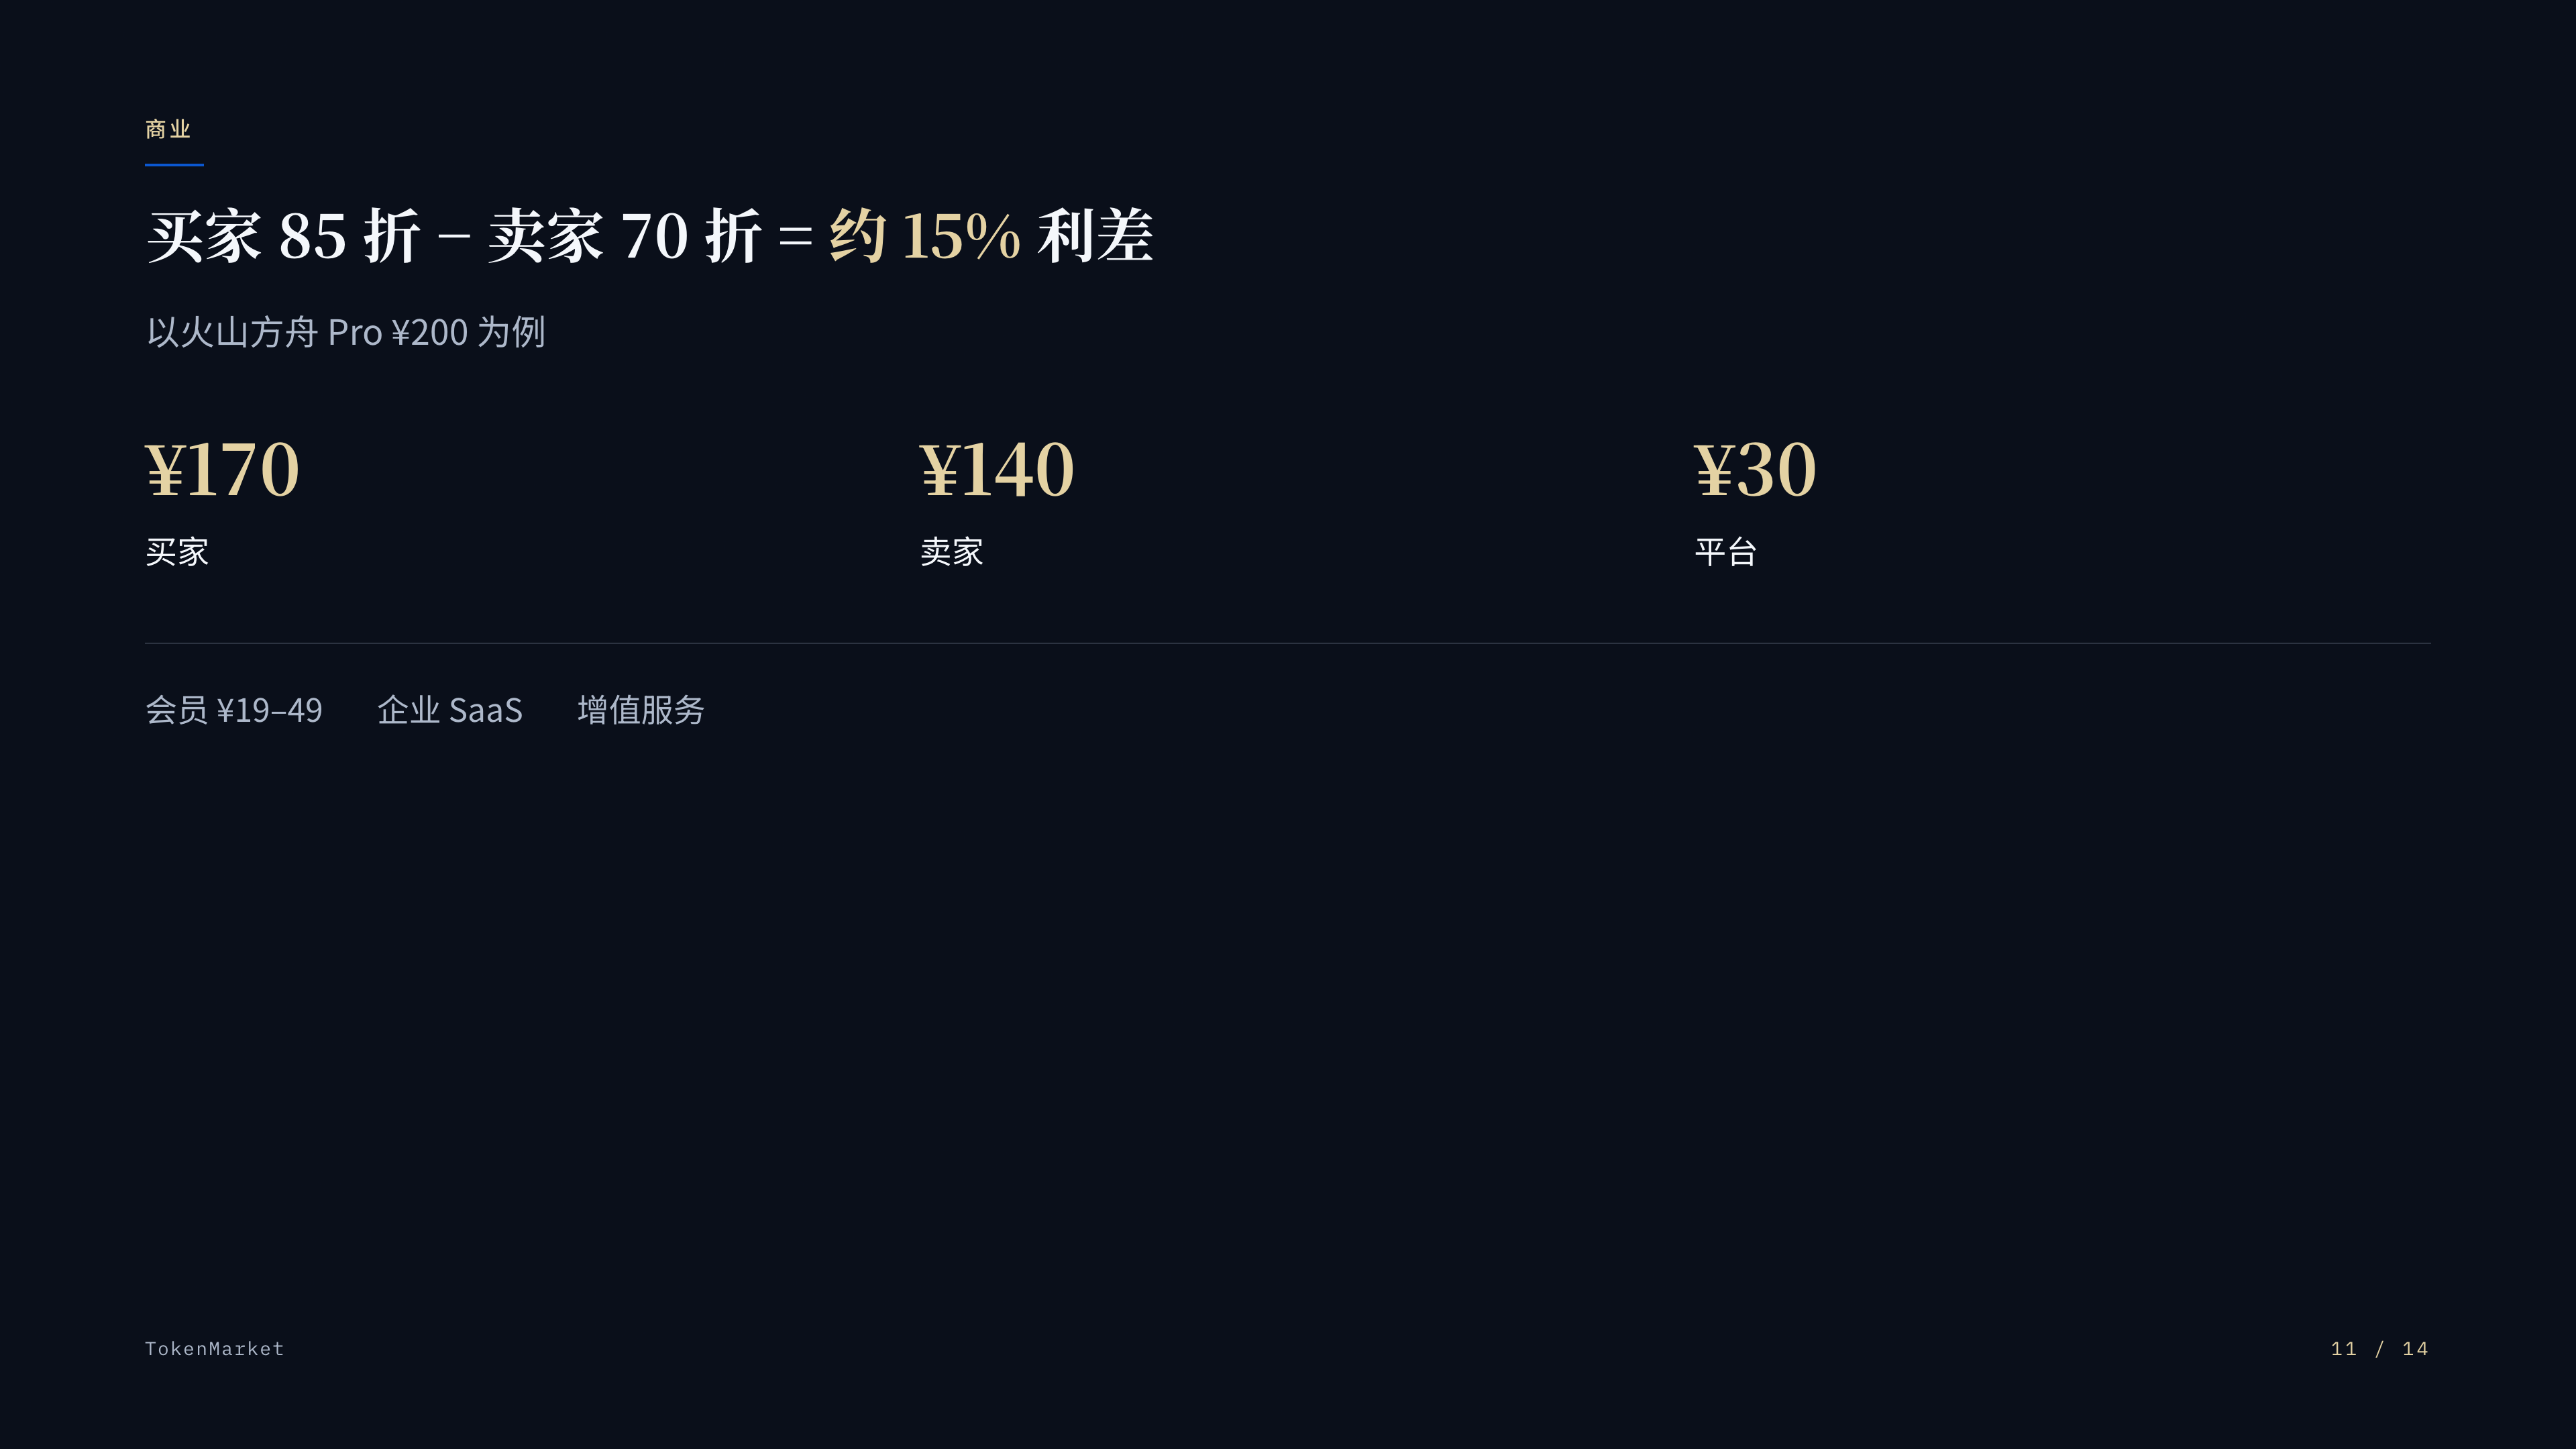 商业
买家 85 折 – 卖家 70 折 = 约 15% 利差
以火山方舟 Pro ¥200 为例
¥170 ¥140 ¥30
买家 卖家 平台
会员 ¥19–49 企业 SaaS 增值服务
TokenMarket 11 / 14